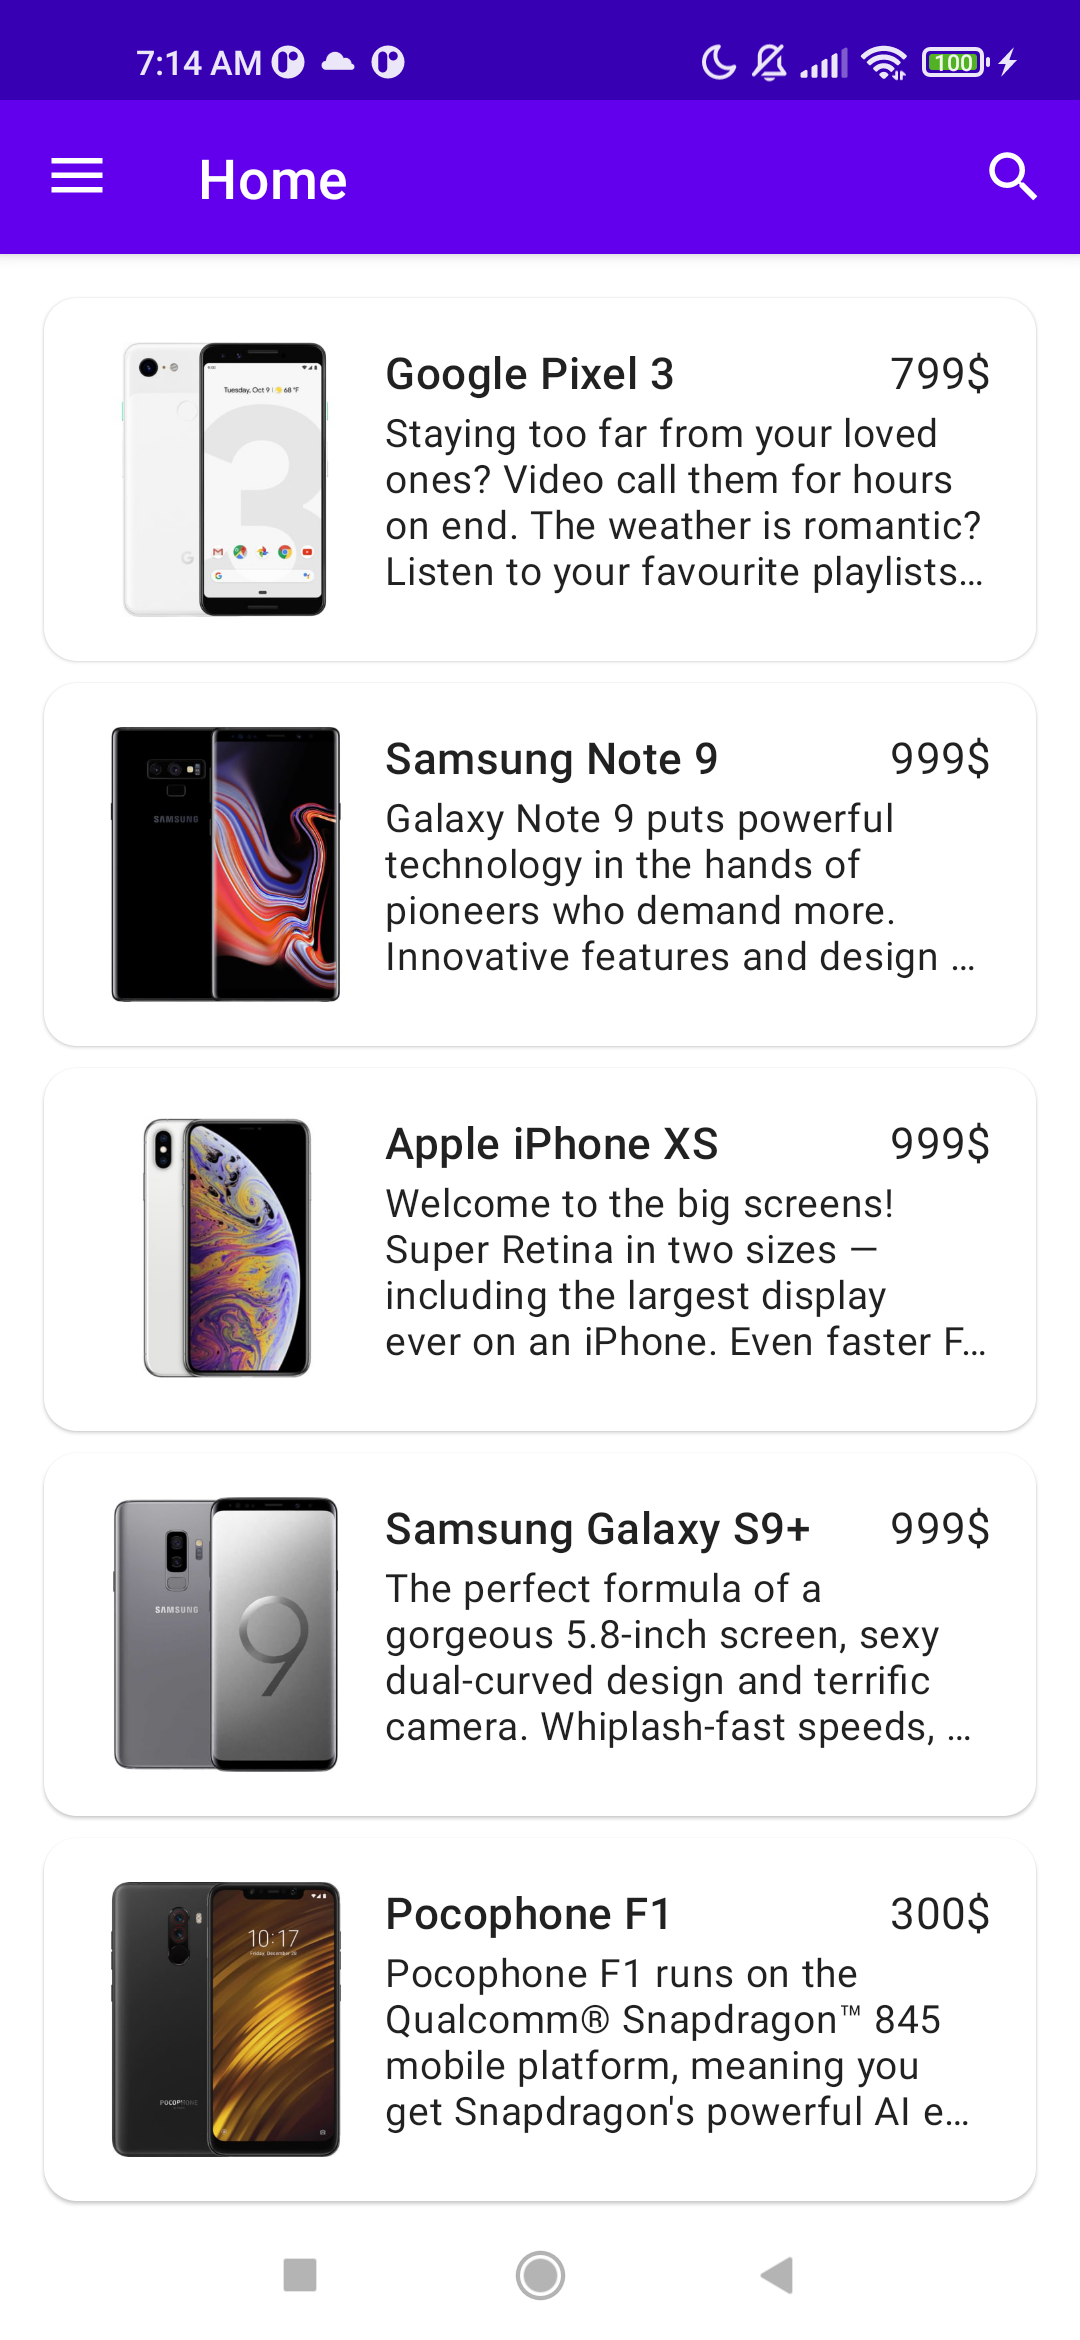 7:14 AM
100
Home
Tuesday, Oct 9 | 68 °F
Google Pixel 3
799$
Staying too far from your loved
ones? Video call them for hours
on end. The weather is romantic?
Listen to your favourite playlists...
SAMSUNG
Samsung Note 9
999$
Galaxy Note 9 puts powerful
technology in the hands of
pioneers who demand more.
Innovative features and design ...
Apple iPhone XS
999$
Welcome to the big screens!
Super Retina in two sizes —
including the largest display
ever on an iPhone. Even faster F...
SAMSUNG
9
Samsung Galaxy S9+
999$
The perfect formula of a
gorgeous 5.8-inch screen, sexy
dual-curved design and terrific
camera. Whiplash-fast speeds, ...
10:17
POCOPHONE
Pocophone F1
300$
Pocophone F1 runs on the
Qualcomm® Snapdragon™ 845
mobile platform, meaning you
get Snapdragon's powerful AI e...